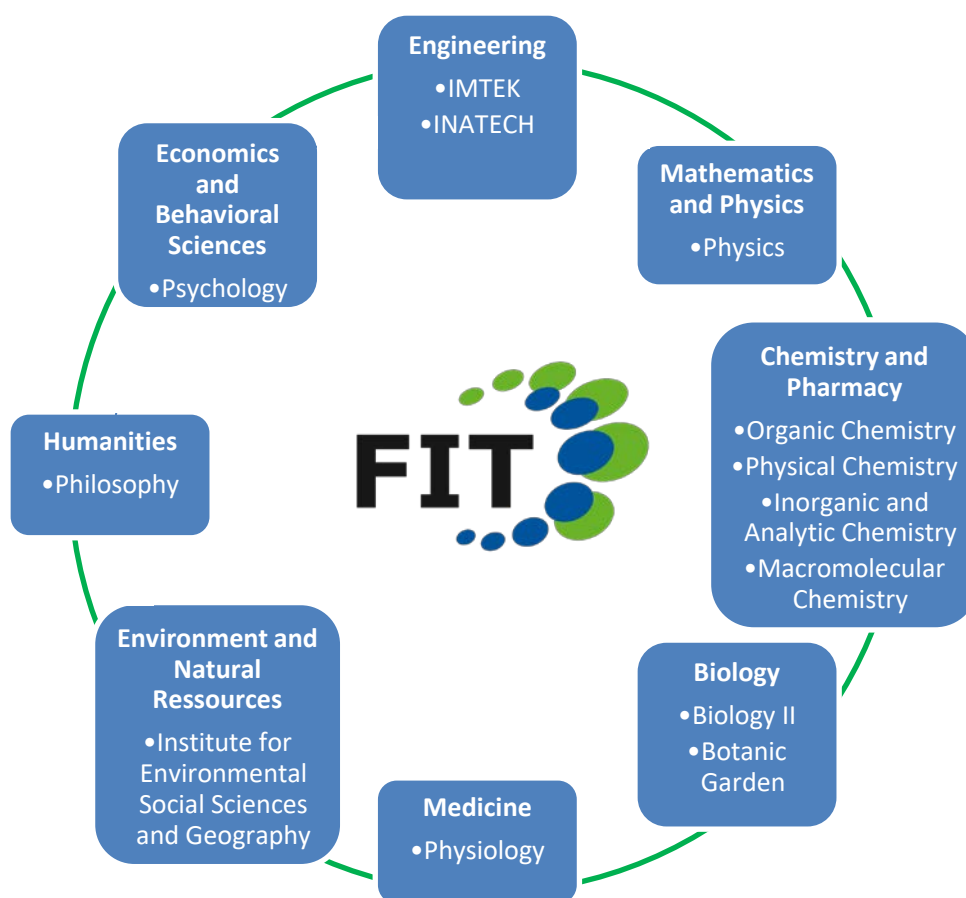 Engineering
•IMTEK
•INATECH
Mathematics
and Physics
•Physics
Chemistry and
Pharmacy
•Organic Chemistry
•Physical Chemistry
•Inorganic and
Analytic Chemistry
•Macromolecular
Chemistry
Biology
•Biology II
•Botanic
Garden
Medicine
•Physiology
Environment and
Natural
Ressources
•Institute for
Environmental
Social Sciences
and Geography
Humanities
•Philosophy
Economics
and
Behavioral
Sciences
•Psychology
FIT